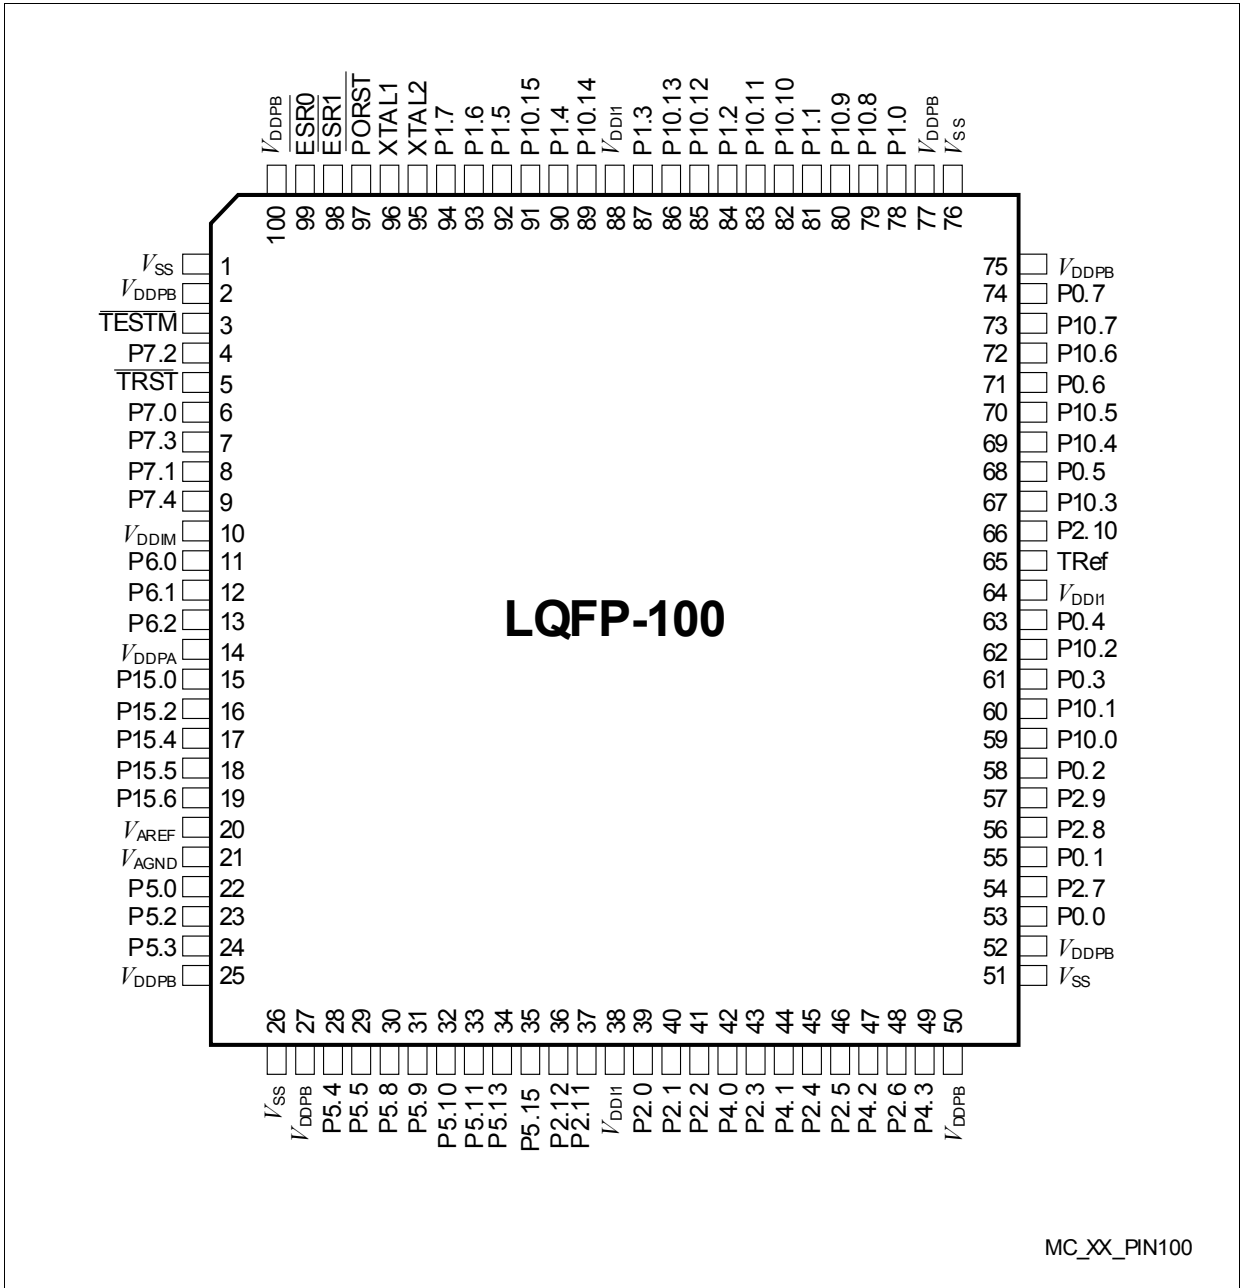 VDDPB
ESR0
ESR1
PORST
XTAL1
XTAL2
P1.7
P1.6
P1.5
P10.15
P1.4
P10.14
VDDI1
P1.3
P10.13
P10.12
P1.2
P10.11
P10.10
P1.1
P10.9
P10.8
P1.0
VDDPB
VSS
100 99 98 97 96 95 94 93 92 91 90 89 88 87 86 85 84 83 82 81 80 79 78 77 76
VSS 1 75 VDDPB
VDDPB 2 74 P0.7
TESTM 3 73 P10.7
P7.2 4 72 P10.6
TRST 5 71 P0.6
P7.0 6 70 P10.5
P7.3 7 69 P10.4
P7.1 8 68 P0.5
P7.4 9 67 P10.3
VDDIM 10 66 P2.10
P6.0 11 65 TRef
P6.1 12 64 VDDI1
P6.2 13 63 P0.4
LQFP-100
VDDPA 14 62 P10.2
P15.0 15 61 P0.3
P15.2 16 60 P10.1
P15.4 17 59 P10.0
P15.5 18 58 P0.2
P15.6 19 57 P2.9
VAREF 20 56 P2.8
VAGND 21 55 P0.1
P5.0 22 54 P2.7
P5.2 23 53 P0.0
P5.3 24 52 VDDPB
VDDPB 25 51 VSS
26 27 28 29 30 31 32 33 34 35 36 37 38 39 40 41 42 43 44 45 46 47 48 49 50
VSS
VDDPB
P5.4
P5.5
P5.8
P5.9
P5.10
P5.11
P5.13
P5.15
P2.12
P2.11
VDDI1
P2.0
P2.1
P2.2
P4.0
P2.3
P4.1
P2.4
P2.5
P4.2
P2.6
P4.3
VDDPB
MC_XX_PIN100